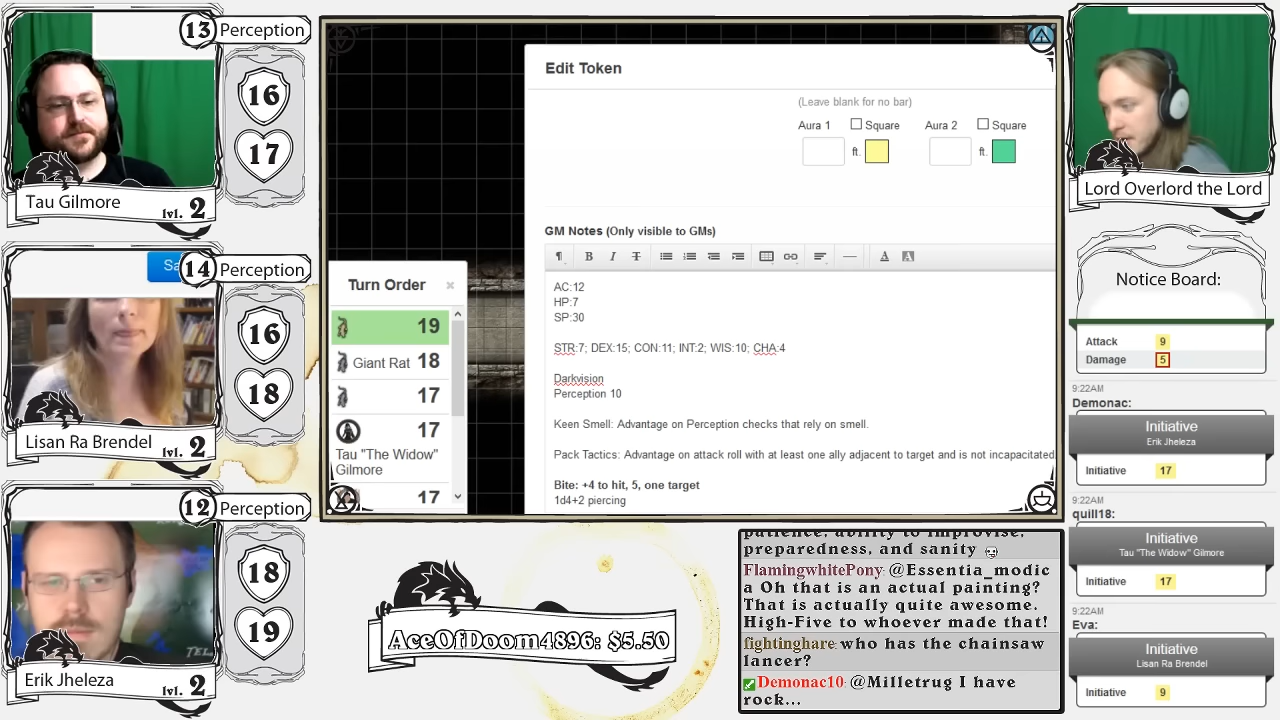 13 Perception
16
17
Tau Gilmore
lvl. 2
Sa
14 Perception
16
18
Lisan Ra Brendel
lvl. 2
12 Perception
18
19
Erik Jheleza
lvl. 2
Edit Token
(Leave blank for no bar)
Aura 1 Square Aura 2 Square
ft. ft.
GM Notes (Only visible to GMs)
AC:12
HP:7
SP:30
STR:7; DEX:15; CON:11; INT:2; WIS:10; CHA:4
Darkvision
Perception 10
Keen Smell: Advantage on Perception checks that rely on smell.
Pack Tactics: Advantage on attack roll with at least one ally adjacent to target and is not incapacitated.
Bite: +4 to hit, 5, one target
1d4+2 piercing
Turn Order ×
19
Giant Rat 18
17
17
Tau "The Widow"
Gilmore
17
AceOfDoom4896: $5.50
patience, ability to improvise,
preparedness, and sanity
FlamingwhitePony: @Essentia_modic
a Oh that is an actual painting?
That is actually quite awesome.
High-Five to whoever made that!
fightinghare: who has the chainsaw
lancer?
Demonac10: @Milletrug I have
rock...
Lord Overlord the Lord
Notice Board:
Attack 9
Damage 5
9:22AM
Demonac:
Initiative
Erik Jheleza
Initiative 17
9:22AM
quill18:
Initiative
Tau "The Widow" Gilmore
Initiative 17
9:22AM
Eva:
Initiative
Lisan Ra Brendel
Initiative 9